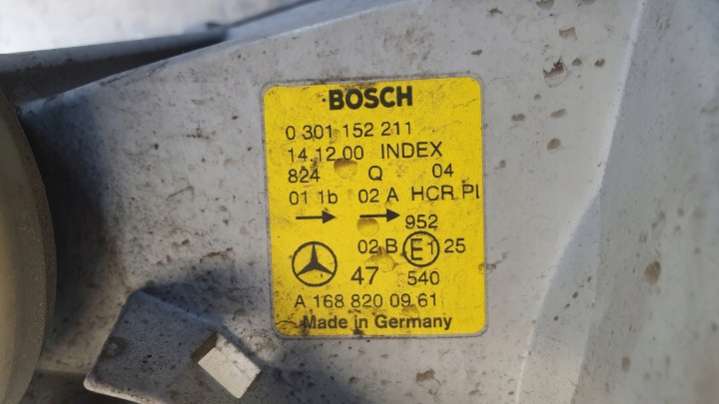 BOSCH
0 301 152 211
14.12.00 INDEX
824 Q 04
01 1b 02 A HCR Pl
952
02 B E1 25
47 540
A 168 820 09 61
Made in Germany